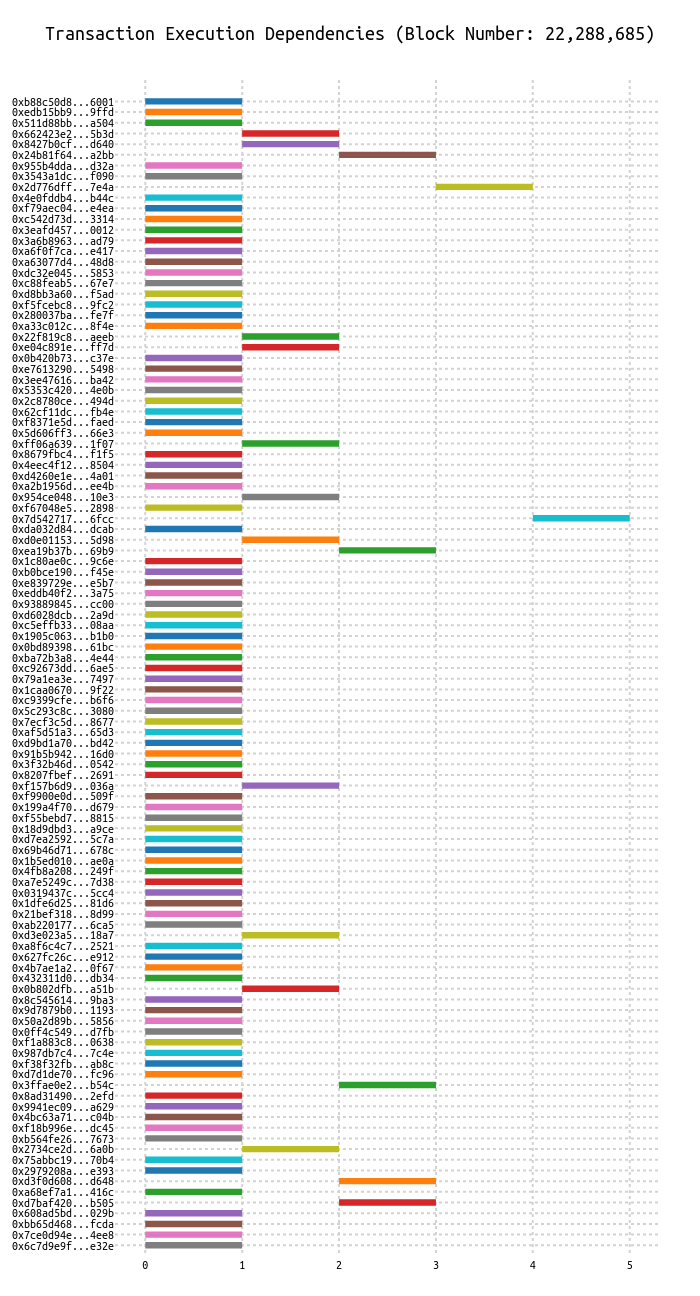 Transaction Execution Dependencies (Block Number: 22,288,685)
0xb88c50d8...6001
0xedb15bb9...9ffd
0x511d88bb...a504
0x662423e2...5b3d
0x8427b0cf...d640
0x24b81f64...a2bb
0x955b4dda...d32a
0x3543a1dc...f090
0x2d776dff...7e4a
0x4e0fddb4...b44c
0xf79aec04...e4ea
0xc542d73d...3314
0x3eafd457...0012
0x3a6b8963...ad79
0xa6f0f7ca...e417
0xa63077d4...48d8
0xdc32e045...5853
0xc88feab5...67e7
0xd8bb3a60...f5ad
0xf5fcebc8...9fc2
0x280037ba...fe7f
0xa33c012c...8f4e
0x22f819c8...aeeb
0xe04c891e...ff7d
0x0b420b73...c37e
0xe7613290...5498
0x3ee47616...ba42
0x5353c420...4e0b
0x2c8780ce...494d
0x62cf11dc...fb4e
0xf8371e5d...faed
0x5d606ff3...66e3
0xff06a639...1f07
0x8679fbc4...f1f5
0x4eec4f12...8504
0xd4260e1e...4a01
0xa2b1956d...ee4b
0x954ce048...10e3
0xf67048e5...2898
0x7d542717...6fcc
0xda032d84...dcab
0xd0e01153...5d98
0xea19b37b...69b9
0x1c80ae0c...9c6e
0xb0bce190...f45e
0xe839729e...e5b7
0xeddb40f2...3a75
0x93889845...cc00
0xd6028dcb...2a9d
0xc5effb33...08aa
0x1905c063...b1b0
0x0bd89398...61bc
0xba72b3a8...4e44
0xc92673dd...6ae5
0x79a1ea3e...7497
0x1caa0670...9f22
0xc9399cfe...b6f6
0x5c293c8c...3080
0x7ecf3c5d...8677
0xaf5d51a3...65d3
0xd9bd1a70...bd42
0x91b5b942...16d0
0x3f32b46d...0542
0x8207fbef...2691
0xf157b6d9...036a
0xf9900e0d...509f
0x199a4f70...d679
0xf55bebd7...8815
0x18d9dbd3...a9ce
0xd7ea2592...5c7a
0x69b46d71...678c
0x1b5ed010...ae0a
0x4fb8a208...249f
0xa7e5249c...7d38
0x0319437c...5cc4
0x1dfe6d25...81d6
0x21bef318...8d99
0xab220177...6ca5
0xd3e023a5...18a7
0xa8f6c4c7...2521
0x627fc26c...e912
0x4b7ae1a2...0f67
0x432311d0...db34
0x0b802dfb...a51b
0x8c545614...9ba3
0x9d7879b0...1193
0x50a2d89b...5856
0x0ff4c549...d7fb
0xf1a883c8...0638
0x987db7c4...7c4e
0xf38f32fb...ab8c
0xd7d1de70...fc96
0x3ffae0e2...b54c
0x8ad31490...2efd
0x9941ec09...a629
0x4bc63a71...c04b
0xf18b996e...dc45
0xb564fe26...7673
0x2734ce2d...6a0b
0x75abbc19...70b4
0x2979208a...e393
0xd3f0d608...d648
0xa68ef7a1...416c
0xd7baf420...b505
0x608ad5bd...029b
0xbb65d468...fcda
0x7ce0d94e...4ee8
0x6c7d9e9f...e32e
0 1 2 3 4 5